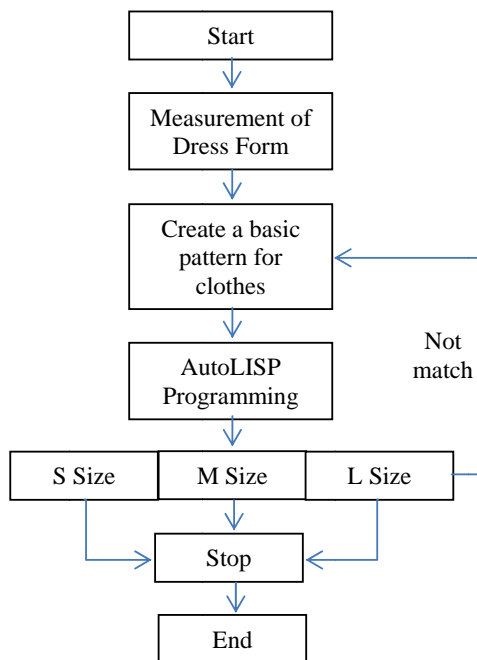 Start
Measurement of
Dress Form
Create a basic
pattern for
clothes
Not
match
AutoLISP
Programming
S Size
M Size
L Size
Stop
End